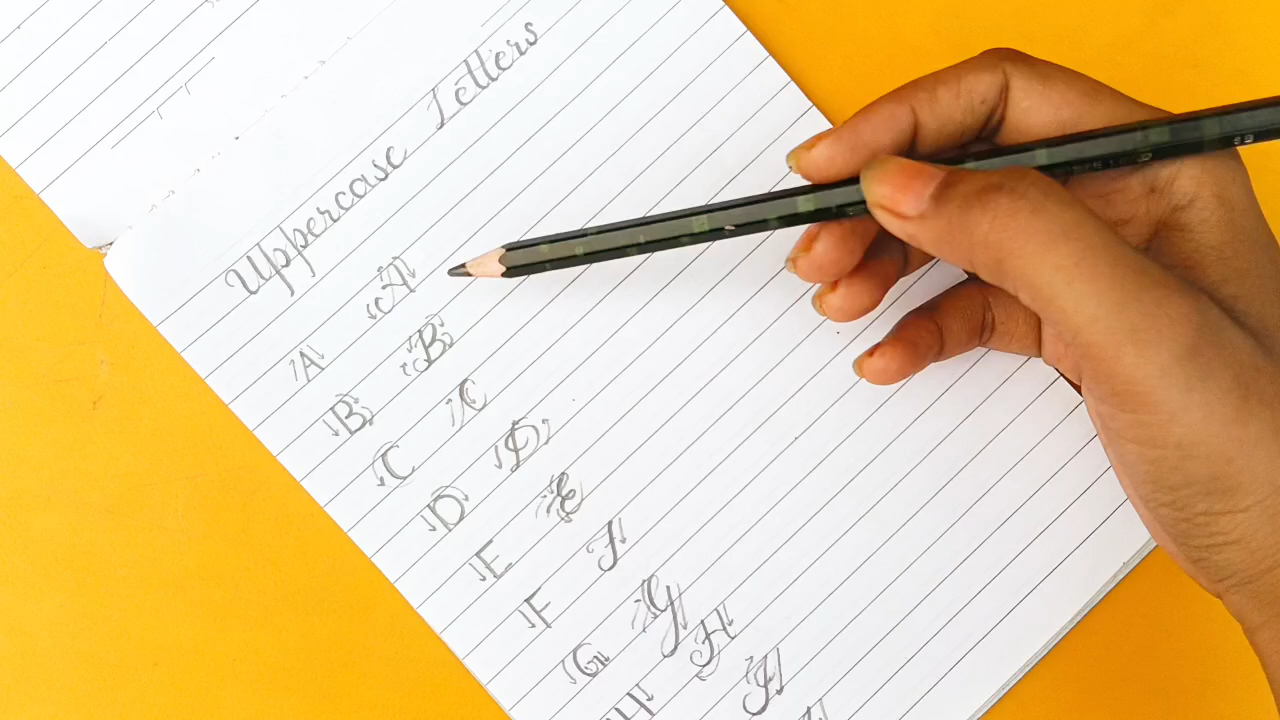 Uppercase Letters
A A
B B
C C
D D
E E
F F
G G
H H